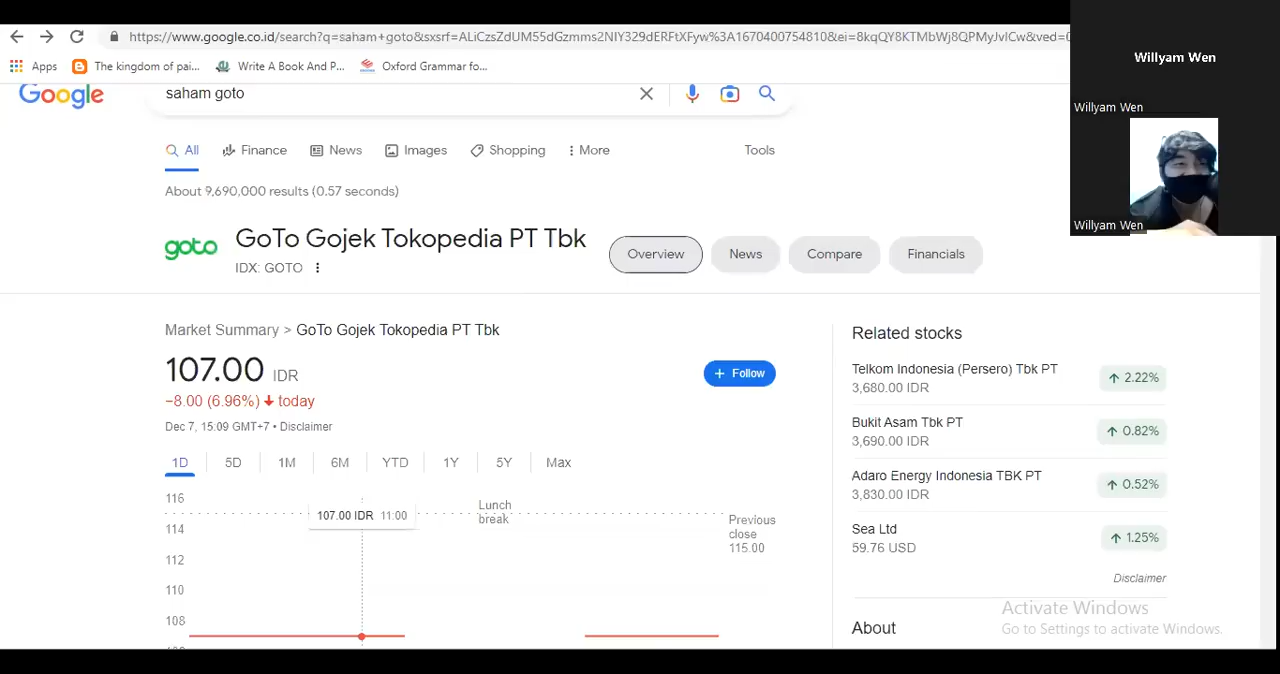 https://www.google.co.id/search?q=saham+goto&sxsrf=ALiCzsZdUM55dGzmms2NIY329dERFtXFyw%3A1670400754810&ei=8kqQY8KTMbWj8QPMyJvICw&ved=0
Apps The kingdom of pai... Write A Book And P... Oxford Grammar fo...
Willyam Wen
Willyam Wen
Willyam Wen
Google
saham goto
All Finance News Images Shopping More Tools
About 9,690,000 results (0.57 seconds)
goto
GoTo Gojek Tokopedia PT Tbk
IDX: GOTO
Overview News Compare Financials
Market Summary > GoTo Gojek Tokopedia PT Tbk
107.00 IDR
+ Follow
−8.00 (6.96%) ↓ today
Dec 7, 15:09 GMT+7 • Disclaimer
1D 5D 1M 6M YTD 1Y 5Y Max
116
114
112
110
108
107.00 IDR 11:00
Lunch
break
Previous
close
115.00
Related stocks
Telkom Indonesia (Persero) Tbk PT
3,680.00 IDR
↑ 2.22%
Bukit Asam Tbk PT
3,690.00 IDR
↑ 0.82%
Adaro Energy Indonesia TBK PT
3,830.00 IDR
↑ 0.52%
Sea Ltd
59.76 USD
↑ 1.25%
Disclaimer
About
Activate Windows
Go to Settings to activate Windows.